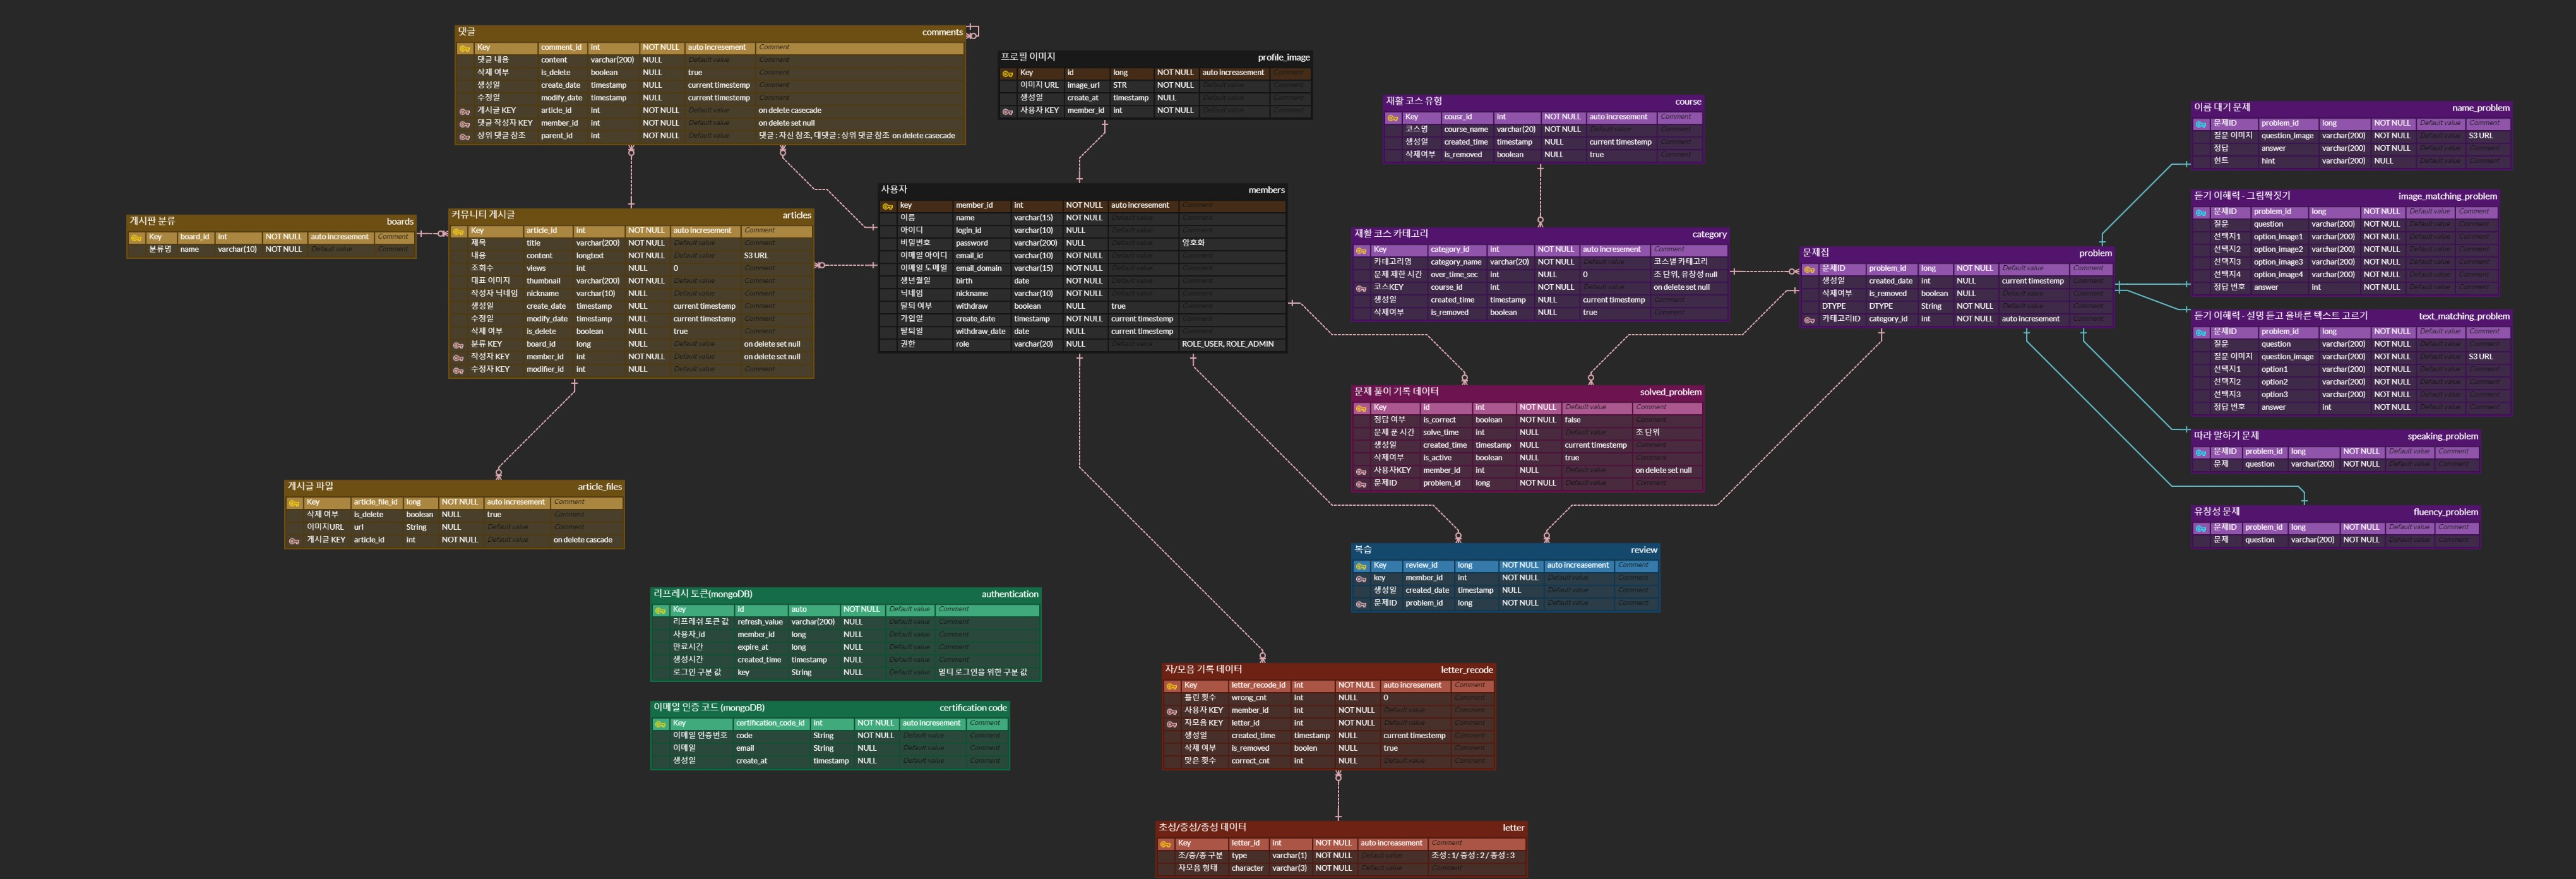 댓글 comments
Key comment_id int NOT NULL auto incresement Comment
댓글 내용 content varchar(200) NULL Default value Comment
삭제 여부 is_delete boolean NULL true Comment
생성일 create_date timestamp NULL current timestemp Comment
수정일 modify_date timestamp NULL current timestemp Comment
게시글 KEY article_id int NOT NULL Default value on delete casecade
댓글 작성자 KEY member_id int NOT NULL Default value on delete set null
상위 댓글 참조 parent_id int NOT NULL Default value 댓글 : 자신 참조, 대댓글 : 상위 댓글 참조 on delete casecade
프로필 이미지 profile_image
Key id long NOT NULL auto increasement Comment
이미지 URL image_url STR NOT NULL Default value Comment
생성일 create_at timestamp NULL Default value Comment
사용자 KEY member_id int NOT NULL Default value Comment
재활 코스 유형 course
Key cousr_id int NOT NULL auto incresement Comment
코스명 course_name varchar(20) NOT NULL Default value Comment
생성일 created_time timestamp NULL current timestemp Comment
삭제여부 is_removed boolean NULL true Comment
이름 대기 문제 name_problem
문제ID problem_id long NOT NULL Default value Comment
질문 이미지 question_image varchar(200) NOT NULL Default value S3 URL
정답 answer varchar(200) NOT NULL Default value Comment
힌트 hint varchar(200) NULL Default value Comment
게시판 분류 boards
Key board_id int NOT NULL auto incresement Comment
분류명 name varchar(10) NOT NULL Default value Comment
커뮤니티 게시글 articles
Key article_id int NOT NULL auto incresement Comment
제목 title varchar(200) NOT NULL Default value Comment
내용 content longtext NOT NULL Default value S3 URL
조회수 views int NULL 0 Comment
대표 이미지 thumbnail varchar(200) NOT NULL Default value Comment
작성자 닉네임 nickname varchar(10) NULL Default value Comment
생성일 create_date timestamp NULL current timestemp Comment
수정일 modify_date timestamp NULL current timestemp Comment
삭제 여부 is_delete boolean NULL true Comment
분류 KEY board_id long NULL Default value on delete set null
작성자 KEY member_id int NOT NULL Default value on delete set null
수정자 KEY modifier_id int NULL Default value Comment
사용자 members
key member_id int NOT NULL auto incresement Comment
이름 name varchar(15) NOT NULL Default value Comment
아이디 login_id varchar(10) NULL Default value Comment
비밀번호 password varchar(200) NULL Default value 암호화
이메일 아이디 email_id varchar(10) NOT NULL Default value Comment
이메일 도메일 email_domain varchar(15) NOT NULL Default value Comment
생년월일 birth date NOT NULL Default value Comment
닉네임 nickname varchar(10) NOT NULL Default value Comment
탈퇴 여부 withdraw boolean NULL true Comment
가입일 create_date timestamp NOT NULL current timestemp Comment
탈퇴일 withdraw_date date NULL current timestemp Comment
권한 role varchar(20) NULL Default value ROLE_USER, ROLE_ADMIN
재활 코스 카테고리 category
Key category_id int NOT NULL auto incresement Comment
카테고리명 category_name varchar(20) NOT NULL Default value 코스별 카테고리
문제 제한 시간 over_time_sec int NULL 0 초 단위, 유창성 null
코스KEY course_id int NOT NULL Default value on delete set null
생성일 created_time timestamp NULL current timestemp Comment
삭제여부 is_removed boolean NULL true Comment
문제집 problem
문제ID problem_id long NOT NULL Default value Comment
생성일 created_date int NULL current timestemp Comment
삭제여부 is_removed boolean NULL Default value Comment
DTYPE DTYPE String NOT NULL Default value Comment
카테고리ID category_id int NOT NULL auto incresement Comment
듣기 이해력 - 그림짝짓기 image_matching_problem
문제ID problem_id long NOT NULL Default value Comment
질문 question varchar(200) NOT NULL Default value Comment
선택지1 option_image1 varchar(200) NOT NULL Default value Comment
선택지2 option_image2 varchar(200) NOT NULL Default value Comment
선택지3 option_image3 varchar(200) NOT NULL Default value Comment
선택지4 option_image4 varchar(200) NOT NULL Default value Comment
정답 번호 answer int NOT NULL Default value Comment
듣기 이해력 - 설명 듣고 올바른 텍스트 고르기 text_matching_problem
문제ID problem_id long NOT NULL Default value Comment
질문 question varchar(200) NOT NULL Default value Comment
질문 이미지 question_image varchar(200) NOT NULL Default value S3 URL
선택지1 option1 varchar(200) NOT NULL Default value Comment
선택지2 option2 varchar(200) NOT NULL Default value Comment
선택지3 option3 varchar(200) NOT NULL Default value Comment
정답 번호 answer int NOT NULL Default value Comment
문제 풀이 기록 데이터 solved_problem
Key id int NOT NULL Default value Comment
정답 여부 is_correct boolean NOT NULL false Comment
문제 푼 시간 solve_time int NULL Default value 초 단위
생성일 created_time timestamp NULL current timestemp Comment
삭제여부 is_active boolean NULL true Comment
사용자KEY member_id int NULL Default value on delete set null
문제ID problem_id long NOT NULL Default value Comment
따라 말하기 문제 speaking_problem
문제ID problem_id long NOT NULL Default value Comment
문제 question varchar(200) NOT NULL Default value Comment
게시글 파일 article_files
Key article_file_id long NOT NULL auto incresement Comment
삭제 여부 is_delete boolean NULL true Comment
이미지URL url String NULL Default value Comment
게시글 KEY article_id int NOT NULL Default value on delete cascade
유창성 문제 fluency_problem
문제ID problem_id long NOT NULL Default value Comment
문제 question varchar(200) NOT NULL Default value Comment
복습 review
Key review_id long NOT NULL auto increasement Comment
key member_id int NOT NULL Default value Comment
생성일 created_date timestamp NULL Default value Comment
문제ID problem_id long NOT NULL Default value Comment
리프레시 토큰(mongoDB) authentication
Key id auto NOT NULL Default value Comment
리프레쉬 토큰 값 refresh_value varchar(200) NULL Default value Comment
사용자_id member_id long NULL Default value Comment
만료시간 expire_at long NULL Default value Comment
생성시간 created_time timestamp NULL Default value Comment
로그인 구분 값 key String NULL Default value 멀티 로그인을 위한 구분 값
이메일 인증 코드 (mongoDB) certification code
Key certification_code_id int NOT NULL auto incresement Comment
이메일 인증번호 code String NOT NULL Default value Comment
이메일 email String NULL Default value Comment
생성일 create_at timestamp NULL Default value Comment
자/모음 기록 데이터 letter_recode
Key letter_recode_id int NOT NULL auto incresement Comment
틀린 횟수 wrong_cnt int NULL 0 Comment
사용자 KEY member_id int NOT NULL Default value Comment
자모음 KEY letter_id int NOT NULL Default value Comment
생성일 created_time timestamp NULL current timestemp Comment
삭제 여부 is_removed boolen NULL true Comment
맞은 횟수 correct_cnt int NULL Default value Comment
초성/중성/종성 데이터 letter
Key letter_id int NOT NULL auto increasement Comment
초/중/종 구분 type varchar(1) NOT NULL Default value 초성 : 1/ 중성 : 2 / 종성 : 3
자모음 형태 character varchar(3) NOT NULL Default value Comment